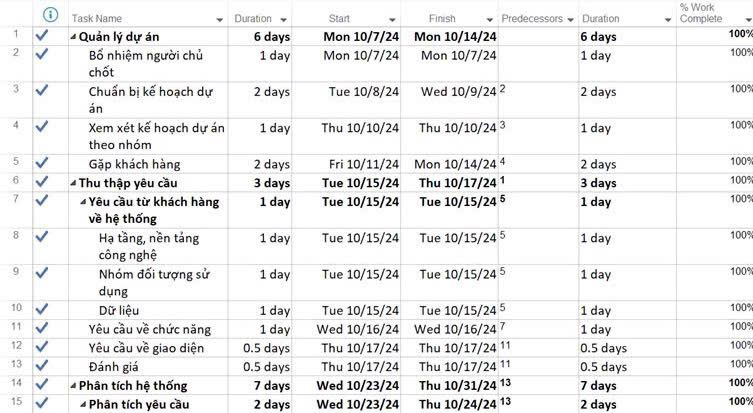 % Work
Task Name Duration Start Finish Predecessors Duration Complete
1 Quản lý dự án 6 days Mon 10/7/24 Mon 10/14/24 6 days 100%
2 Bổ nhiệm người chủ 1 day Mon 10/7/24 Mon 10/7/24 1 day 100%
chốt
3 Chuẩn bị kế hoạch dự 2 days Tue 10/8/24 Wed 10/9/24 2 2 days 100%
án
4 Xem xét kế hoạch dự án 1 day Thu 10/10/24 Thu 10/10/24 3 1 day 100%
theo nhóm
5 Gặp khách hàng 2 days Fri 10/11/24 Mon 10/14/24 4 2 days 100%
6 Thu thập yêu cầu 3 days Tue 10/15/24 Thu 10/17/24 1 3 days 100%
7 Yêu cầu từ khách hàng 1 day Tue 10/15/24 Tue 10/15/24 5 1 day 100%
về hệ thống
8 Hạ tầng, nền tảng 1 day Tue 10/15/24 Tue 10/15/24 5 1 day 100%
công nghệ
9 Nhóm đối tượng sử 1 day Tue 10/15/24 Tue 10/15/24 5 1 day 100%
dụng
10 Dữ liệu 1 day Tue 10/15/24 Tue 10/15/24 5 1 day 100%
11 Yêu cầu về chức năng 1 day Wed 10/16/24 Wed 10/16/24 7 1 day 100%
12 Yêu cầu về giao diện 0.5 days Thu 10/17/24 Thu 10/17/24 11 0.5 days 100%
13 Đánh giá 0.5 days Thu 10/17/24 Thu 10/17/24 11 0.5 days 100%
14 Phân tích hệ thống 7 days Wed 10/23/24 Thu 10/31/24 13 7 days 100%
15 Phân tích yêu cầu 2 days Wed 10/23/24 Thu 10/24/24 13 2 days 100%